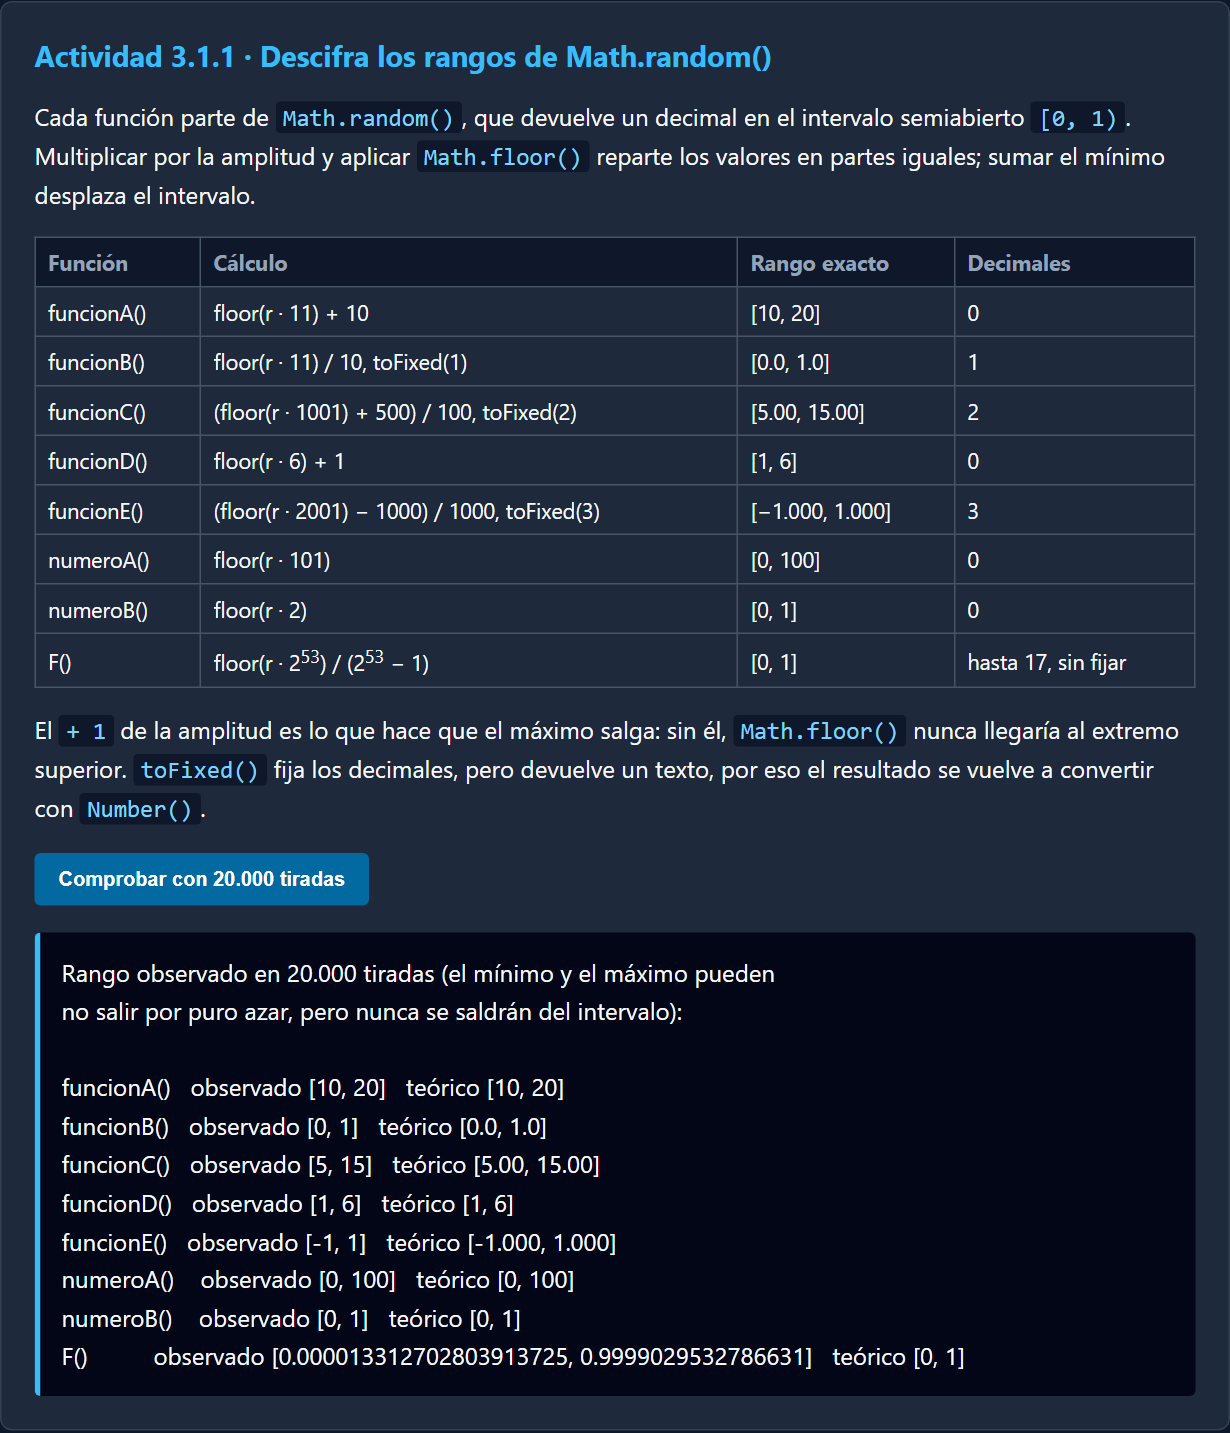 Actividad 3.1.1 · Descifra los rangos de Math.random()
Cada función parte de Math.random(), que devuelve un decimal en el intervalo semiabierto [0, 1).
Multiplicar por la amplitud y aplicar Math.floor() reparte los valores en partes iguales; sumar el mínimo
desplaza el intervalo.
Función Cálculo Rango exacto Decimales
funcionA() floor(r · 11) + 10 [10, 20] 0
funcionB() floor(r · 11) / 10, toFixed(1) [0.0, 1.0] 1
funcionC() (floor(r · 1001) + 500) / 100, toFixed(2) [5.00, 15.00] 2
funcionD() floor(r · 6) + 1 [1, 6] 0
funcionE() (floor(r · 2001) − 1000) / 1000, toFixed(3) [−1.000, 1.000] 3
numeroA() floor(r · 101) [0, 100] 0
numeroB() floor(r · 2) [0, 1] 0
F() floor(r · 2⁵³) / (2⁵³ − 1) [0, 1] hasta 17, sin fijar
El + 1 de la amplitud es lo que hace que el máximo salga: sin él, Math.floor() nunca llegaría al extremo
superior. toFixed() fija los decimales, pero devuelve un texto, por eso el resultado se vuelve a convertir
con Number().
Comprobar con 20.000 tiradas
Rango observado en 20.000 tiradas (el mínimo y el máximo pueden
no salir por puro azar, pero nunca se saldrán del intervalo):
funcionA() observado [10, 20] teórico [10, 20]
funcionB() observado [0, 1] teórico [0.0, 1.0]
funcionC() observado [5, 15] teórico [5.00, 15.00]
funcionD() observado [1, 6] teórico [1, 6]
funcionE() observado [-1, 1] teórico [-1.000, 1.000]
numeroA() observado [0, 100] teórico [0, 100]
numeroB() observado [0, 1] teórico [0, 1]
F() observado [0.000013312702803913725, 0.9999029532786631] teórico [0, 1]